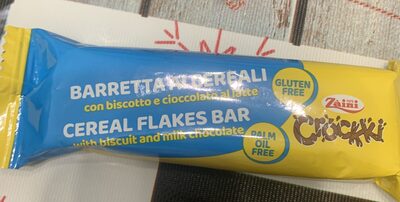 BARRETTA AI CEREALI
con biscotto e cioccolato al latte
CEREAL FLAKES BAR
with biscuit and milk chocolate
GLUTEN
FREE
PALM
OIL
FREE
Zàini
CROCKKI